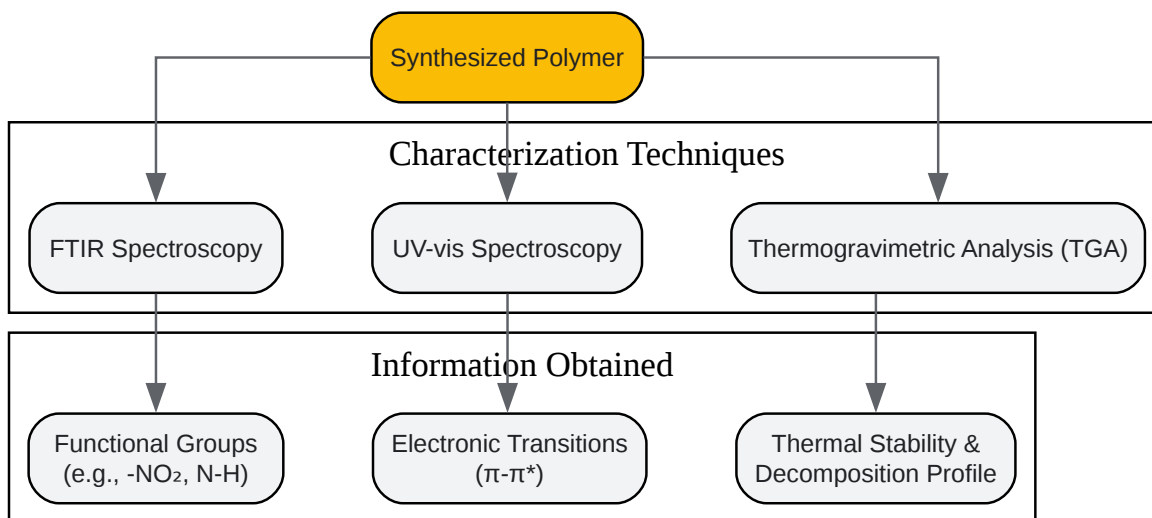 Synthesized Polymer
Characterization Techniques
FTIR Spectroscopy
UV-vis Spectroscopy
Thermogravimetric Analysis (TGA)
Information Obtained
Functional Groups
(e.g., -NO₂, N-H)
Electronic Transitions
(π-π*)
Thermal Stability &
Decomposition Profile